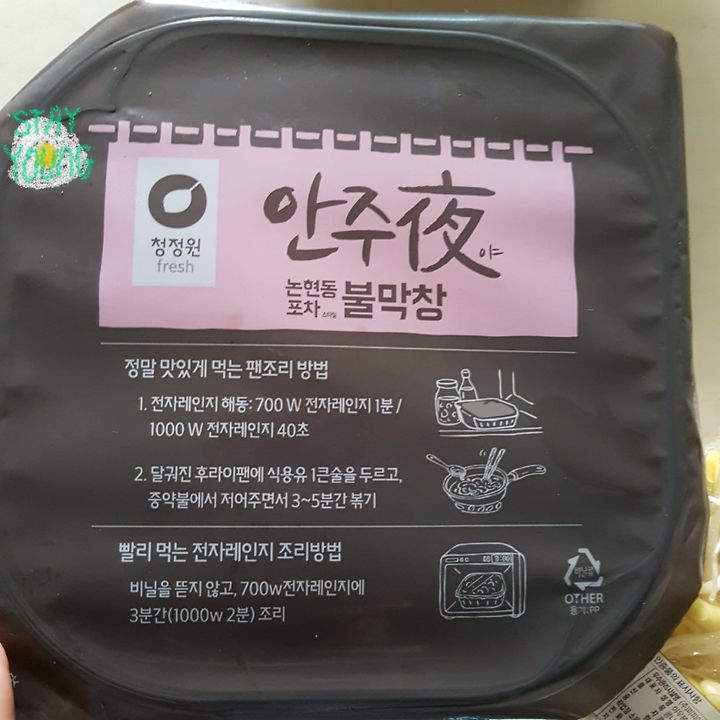 STAY
YOUNG
청정원
fresh
안주夜
야
논현동
포차 스타일
불막창
정말 맛있게 먹는 팬조리 방법
1. 전자레인지 해동: 700 W 전자레인지 1분 /
1000 W 전자레인지 40초
2. 달궈진 후라이팬에 식용유 1큰술을 두르고,
중약불에서 저어주면서 3~5분간 볶기
빨리 먹는 전자레인지 조리방법
비닐을 뜯지 않고, 700w전자레인지에
3분간(1000w 2분) 조리
비닐류
OTHER
용기:PP